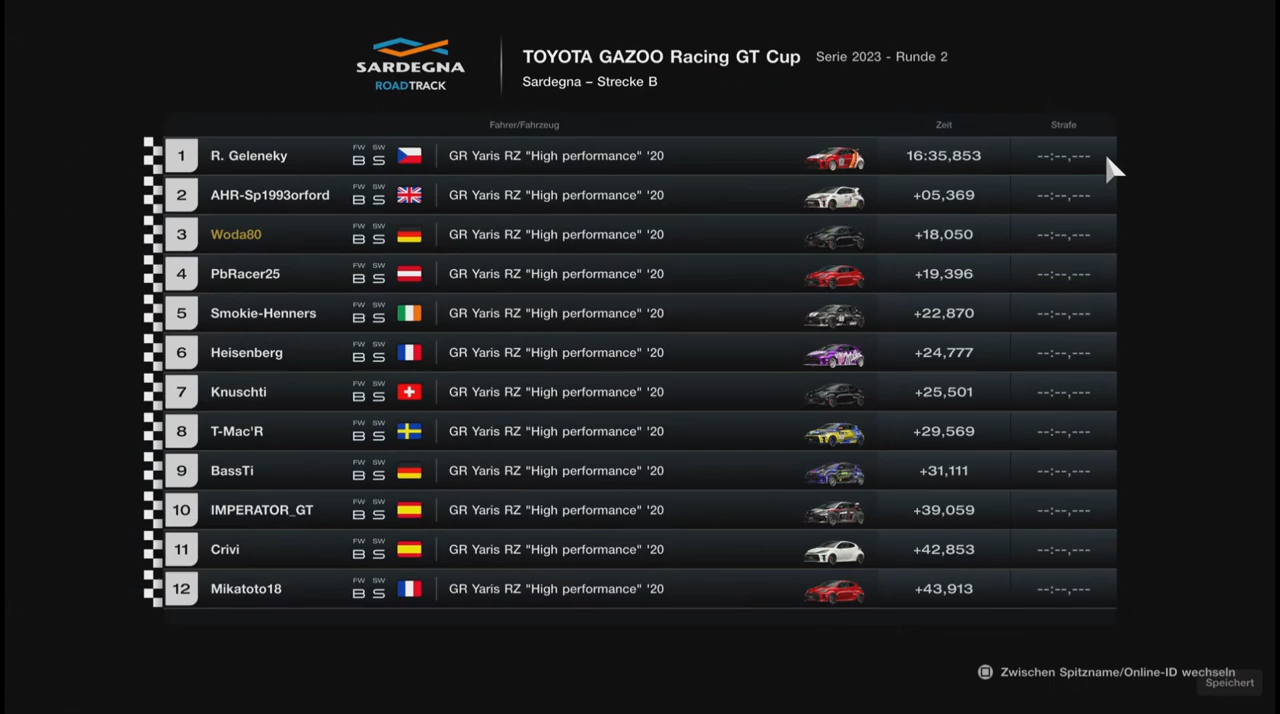 SARDEGNA
ROADTRACK
TOYOTA GAZOO Racing GT Cup Serie 2023 - Runde 2
Sardegna – Strecke B
Fahrer/Fahrzeug Zeit Strafe
1 R. Geleneky FW B SW S GR Yaris RZ "High performance" '20 16:35,853 --:--,---
2 AHR-Sp1993orford FW B SW S GR Yaris RZ "High performance" '20 +05,369 --:--,---
3 Woda80 FW B SW S GR Yaris RZ "High performance" '20 +18,050 --:--,---
4 PbRacer25 FW B SW S GR Yaris RZ "High performance" '20 +19,396 --:--,---
5 Smokie-Henners FW B SW S GR Yaris RZ "High performance" '20 +22,870 --:--,---
6 Heisenberg FW B SW S GR Yaris RZ "High performance" '20 +24,777 --:--,---
7 Knuschti FW B SW S GR Yaris RZ "High performance" '20 +25,501 --:--,---
8 T-Mac'R FW B SW S GR Yaris RZ "High performance" '20 +29,569 --:--,---
9 BassTi FW B SW S GR Yaris RZ "High performance" '20 +31,111 --:--,---
10 IMPERATOR_GT FW B SW S GR Yaris RZ "High performance" '20 +39,059 --:--,---
11 Crivi FW B SW S GR Yaris RZ "High performance" '20 +42,853 --:--,---
12 Mikatoto18 FW B SW S GR Yaris RZ "High performance" '20 +43,913 --:--,---
Zwischen Spitzname/Online-ID wechseln
Speichert